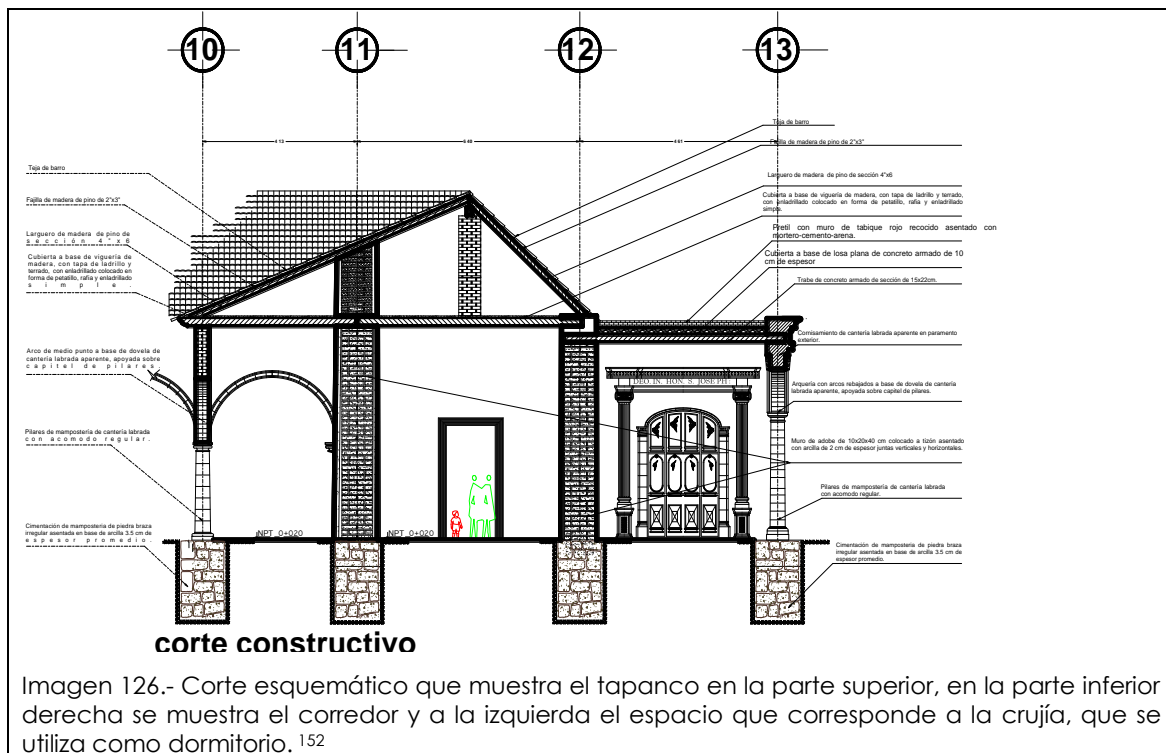 10 11 12 13
413 548 461
Teja de barro
Fajilla de madera de pino de 2"x3"
Larguero de madera de pino de
sección 4"x6
Cubierta a base de viguería de
madera, con tapa de ladrillo y
terrado, con enladrillado colocado en
forma de petatillo, rafia y enladrillado
simple.
Arco de medio punto a base de dovela de
cantería labrada aparente, apoyada sobre
capitel de pilares.
Pilares de mampostería de cantería labrada
con acomodo regular.
Cimentación de mamposteria de piedra braza
irregular asentada en base de arcilla 3.5 cm de
espesor promedio.
Teja de barro
Fajilla de madera de pino de 2"x3"
Larguero de madera de pino de sección 4"x6
Cubierta a base de viguería de madera, con tapa de ladrillo y terrado,
con enladrillado colocado en forma de petatillo, rafia y enladrillado
simple.
Pretil con muro de tabique rojo recocido asentado con
mortero-cemento-arena.
Cubierta a base de losa plana de concreto armado de 10
cm de espesor
Trabe de concreto armado de sección de 15x22cm.
Cornisamiento de cantería labrada aparente en paramento
exterior.
Arquería con arcos rebajados a base de dovela de cantería
labrada aparente, apoyada sobre capitel de pilares.
Muro de adobe de 10x20x40 cm colocado a tizón asentado
con arcilla de 2 cm de espesor juntas verticales y horizontales.
Pilares de mampostería de cantería labrada
con acomodo regular.
Cimentación de mamposteria de piedra braza
irregular asentada en base de arcilla 3.5 cm de
espesor promedio.
DEO. IN. HON. S. JOSE PH
NPT_0+020
NPT_0+020
corte constructivo
Imagen 126.- Corte esquemático que muestra el tapanco en la parte superior, en la parte inferior
derecha se muestra el corredor y a la izquierda el espacio que corresponde a la crujía, que se
utiliza como dormitorio. 152